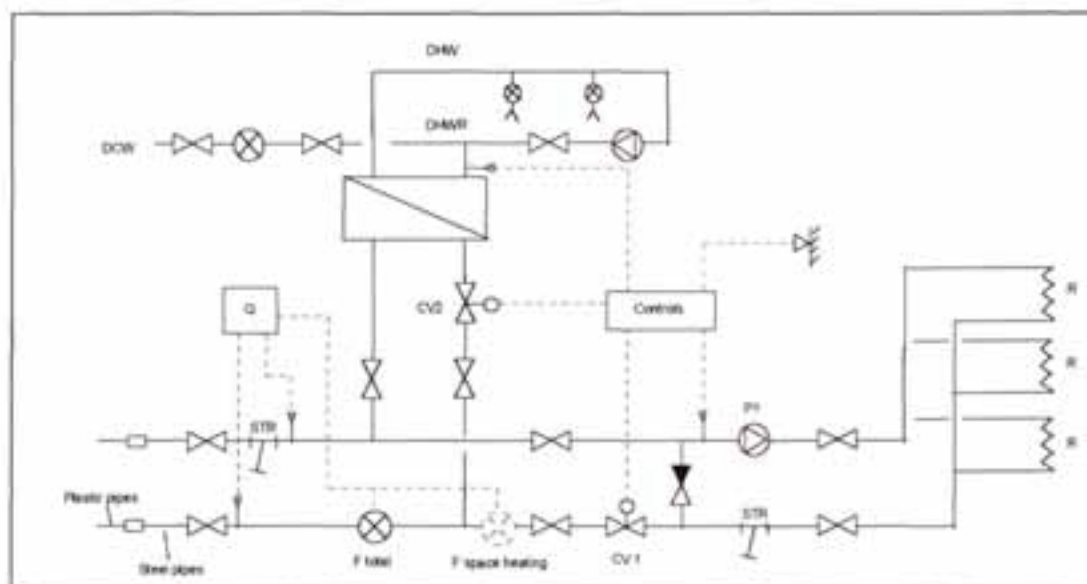 DHW
DHWR
DCW
CV2
Controls
Q
R
R
R
STR
P1
Plastic pipes
Steel pipes
F total
F space heating
CV 1
STR